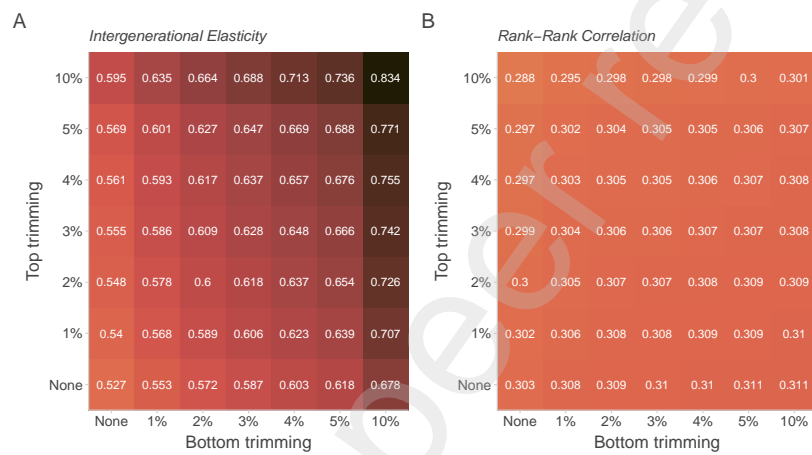 A
B
Intergenerational Elasticity
Rank−Rank Correlation
10% 0.595 0.635 0.664 0.688 0.713 0.736 0.834
5% 0.569 0.601 0.627 0.647 0.669 0.688 0.771
4% 0.561 0.593 0.617 0.637 0.657 0.676 0.755
3% 0.555 0.586 0.609 0.628 0.648 0.666 0.742
2% 0.548 0.578 0.6 0.618 0.637 0.654 0.726
1% 0.54 0.568 0.589 0.606 0.623 0.639 0.707
None 0.527 0.553 0.572 0.587 0.603 0.618 0.678
None 1% 2% 3% 4% 5% 10%
Bottom trimming
Top trimming
10% 0.288 0.295 0.298 0.298 0.299 0.3 0.301
5% 0.297 0.302 0.304 0.305 0.305 0.306 0.307
4% 0.297 0.303 0.305 0.305 0.306 0.307 0.308
3% 0.299 0.304 0.306 0.306 0.307 0.307 0.308
2% 0.3 0.305 0.307 0.307 0.308 0.309 0.309
1% 0.302 0.306 0.308 0.308 0.309 0.309 0.31
None 0.303 0.308 0.309 0.31 0.31 0.311 0.311
None 1% 2% 3% 4% 5% 10%
Bottom trimming
Top trimming
peer re